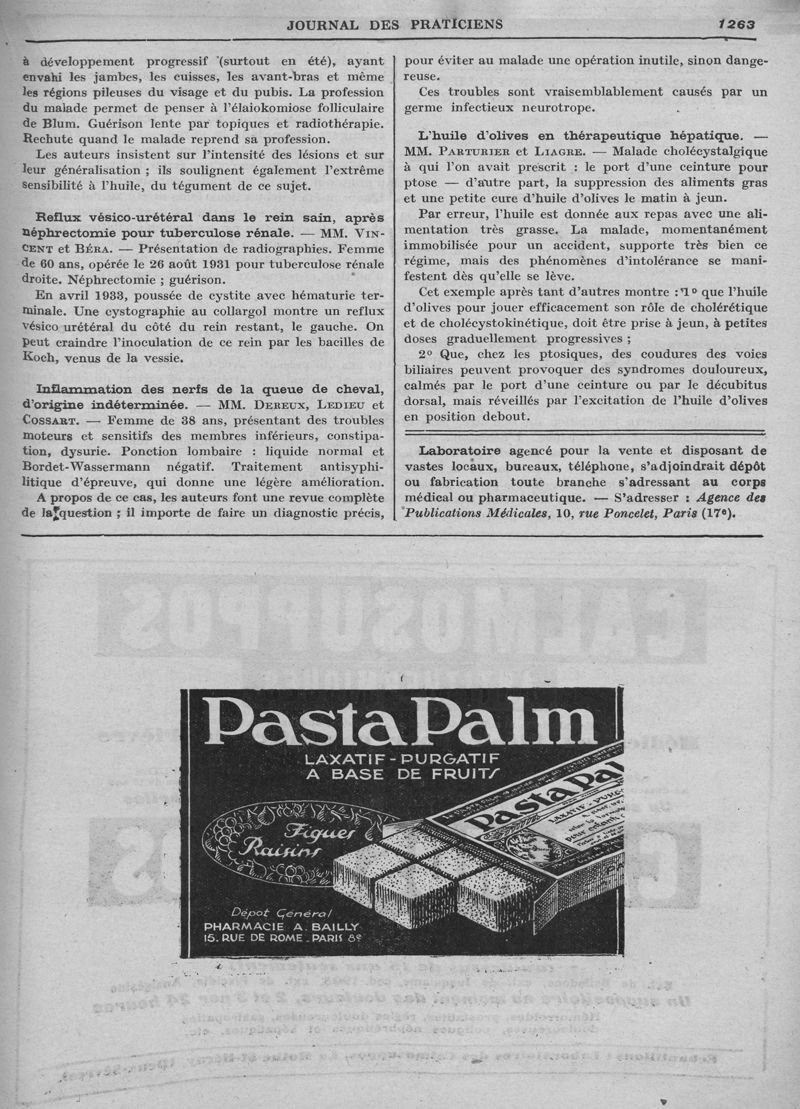 JOURNAL DES PRATICIENS 1263
à développement progressif (surtout en été), ayant
envahi les jambes, les cuisses, les avant-bras et même
les régions pileuses du visage et du pubis. La profession
du malade permet de penser à l'élaiokomiose folliculaire
de Blum. Guérison lente par topiques et radiothérapie.
Rechute quand le malade reprend sa profession.
Les auteurs insistent sur l'intensité des lésions et sur
leur généralisation ; ils soulignent également l'extrême
sensibilité à l'huile, du tégument de ce sujet.
Reflux vésico-urétéral dans le rein sain, après
néphrectomie pour tuberculose rénale. — MM. VIN-
CENT et BÉRA. — Présentation de radiographies. Femme
de 60 ans, opérée le 26 août 1931 pour tuberculose rénale
droite. Néphrectomie ; guérison.
En avril 1933, poussée de cystite avec hématurie ter-
minale. Une cystographie au collargol montre un reflux
vésico urétéral du côté du rein restant, le gauche. On
peut craindre l'inoculation de ce rein par les bacilles de
Koch, venus de la vessie.
Inflammation des nerfs de la queue de cheval,
d'origine indéterminée. — MM. DEREUX, LEDIEU et
COSSART. — Femme de 38 ans, présentant des troubles
moteurs et sensitifs des membres inférieurs, constipa-
tion, dysurie. Ponction lombaire : liquide normal et
Bordet-Wassermann négatif. Traitement antisyphi-
litique d'épreuve, qui donne une légère amélioration.
A propos de ce cas, les auteurs font une revue complète
de la question ; il importe de faire un diagnostic précis,
pour éviter au malade une opération inutile, sinon dange-
reuse.
Ces troubles sont vraisemblablement causés par un
germe infectieux neurotrope.
L'huile d'olives en thérapeutique hépatique. —
MM. PARTURIER et LIAGRE. — Malade cholécystalgique
à qui l'on avait prescrit : le port d'une ceinture pour
ptose — d'autre part, la suppression des aliments gras
et une petite cure d'huile d'olives le matin à jeun.
Par erreur, l'huile est donnée aux repas avec une ali-
mentation très grasse. La malade, momentanément
immobilisée pour un accident, supporte très bien ce
régime, mais des phénomènes d'intolérance se mani-
festent dès qu'elle se lève.
Cet exemple après tant d'autres montre : 1º que l'huile
d'olives pour jouer efficacement son rôle de cholérétique
et de cholécystokinétique, doit être prise à jeun, à petites
doses graduellement progressives ;
2º Que, chez les ptosiques, des coudures des voies
biliaires peuvent provoquer des syndromes douloureux,
calmés par le port d'une ceinture ou par le décubitus
dorsal, mais réveillés par l'excitation de l'huile d'olives
en position debout.
Laboratoire agencé pour la vente et disposant de
vastes locaux, bureaux, téléphone, s'adjoindrait dépôt
ou fabrication toute branche s'adressant au corps
médical ou pharmaceutique. — S'adresser : Agence des
Publications Médicales, 10, rue Poncelet, Paris (17e).
Pasta Palm
LAXATIF - PURGATIF
A BASE DE FRUITS
Figues
Raisins
Pasta Pal
LAXATIF - PURG
Dépot Général
PHARMACIE A. BAILLY
15. RUE DE ROME. PARIS 8e